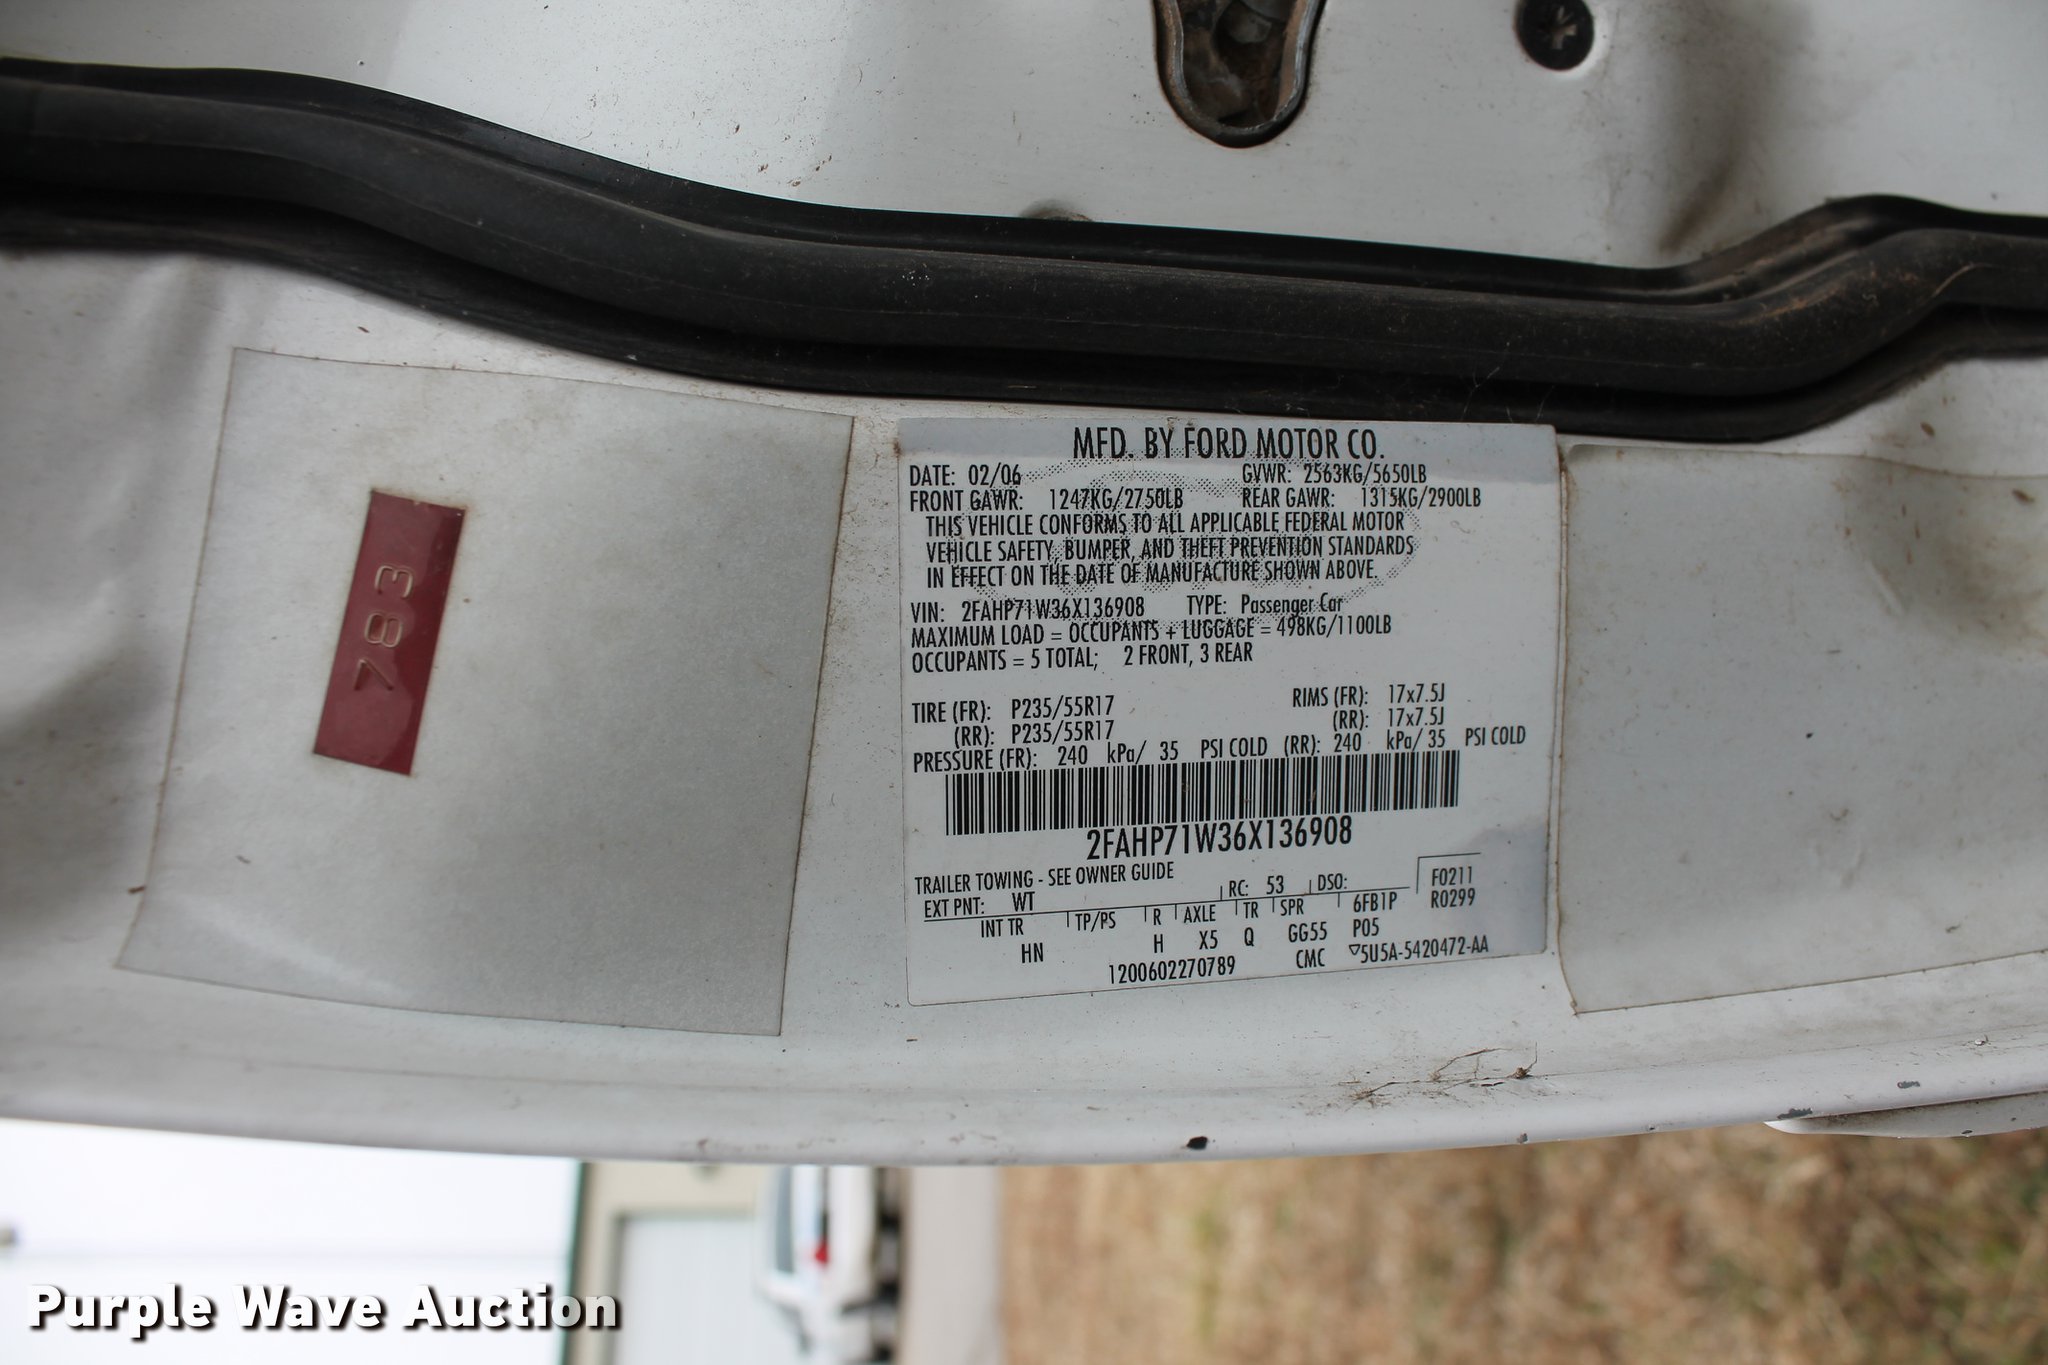 MFD. BY FORD MOTOR CO.
DATE: 02/06 GVWR: 2563KG/5650LB
FRONT GAWR: 1247KG/2750LB REAR GAWR: 1315KG/2900LB
THIS VEHICLE CONFORMS TO ALL APPLICABLE FEDERAL MOTOR
VEHICLE SAFETY, BUMPER, AND THEFT PREVENTION STANDARDS
IN EFFECT ON THE DATE OF MANUFACTURE SHOWN ABOVE.
VIN: 2FAHP71W36X136908 TYPE: Passenger Car
MAXIMUM LOAD = OCCUPANTS + LUGGAGE = 498KG/1100LB
OCCUPANTS = 5 TOTAL; 2 FRONT, 3 REAR
TIRE (FR): P235/55R17 RIMS (FR): 17x7.5J
(RR): P235/55R17 (RR): 17x7.5J
PRESSURE (FR): 240 kPa/ 35 PSI COLD (RR): 240 kPa/ 35 PSI COLD
2FAHP71W36X136908
TRAILER TOWING - SEE OWNER GUIDE
EXT PNT: WT RC: 53 DSO: F0211
INT TR TP/PS R AXLE TR SPR 6FB1P R0299
HN H X5 Q GG55 P05
1200602270789 CMC 5U5A-5420472-AA
783
Purple Wave Auction